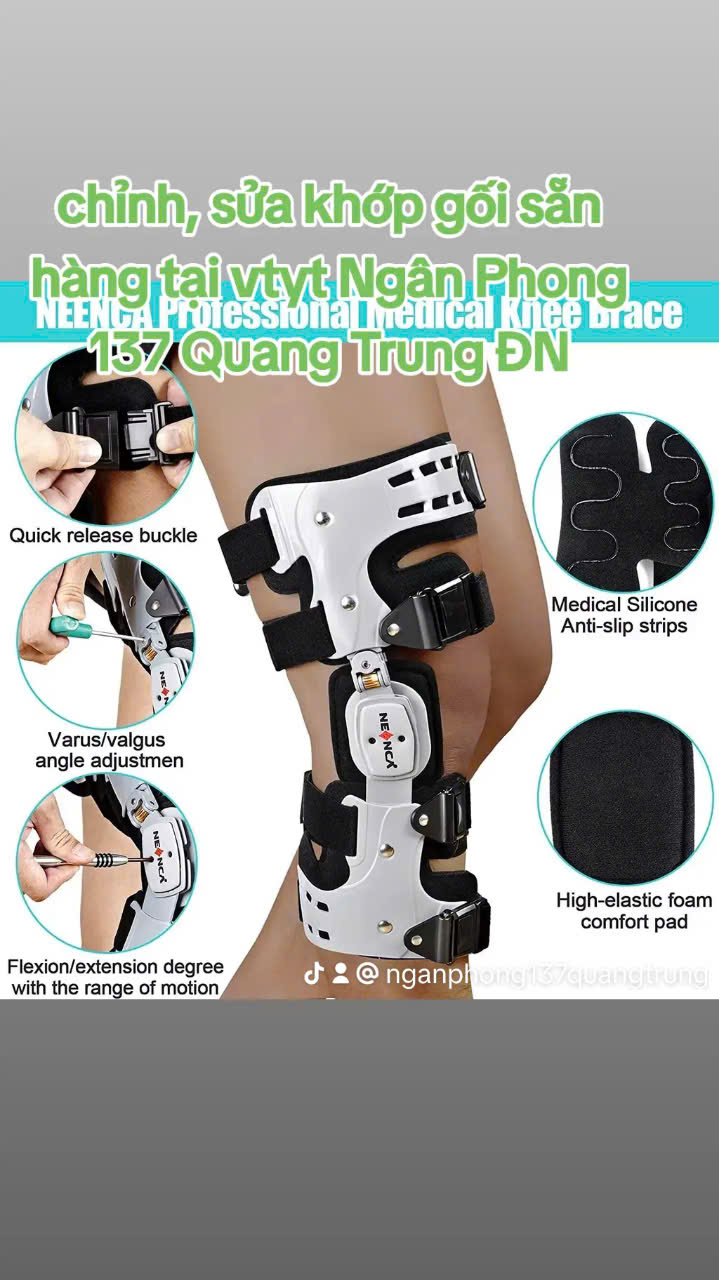 chỉnh, sửa khớp gối sẵn
hàng tại vtyt Ngân Phong
137 Quang Trung ĐN
NEENCA Professional Medical Knee Brace
Quick release buckle
Varus/valgus
angle adjustmen
Flexion/extension degree
with the range of motion
NEENCA
NEENCA
NEENCA
Medical Silicone
Anti-slip strips
High-elastic foam
comfort pad
@ nganphong137quangtrung